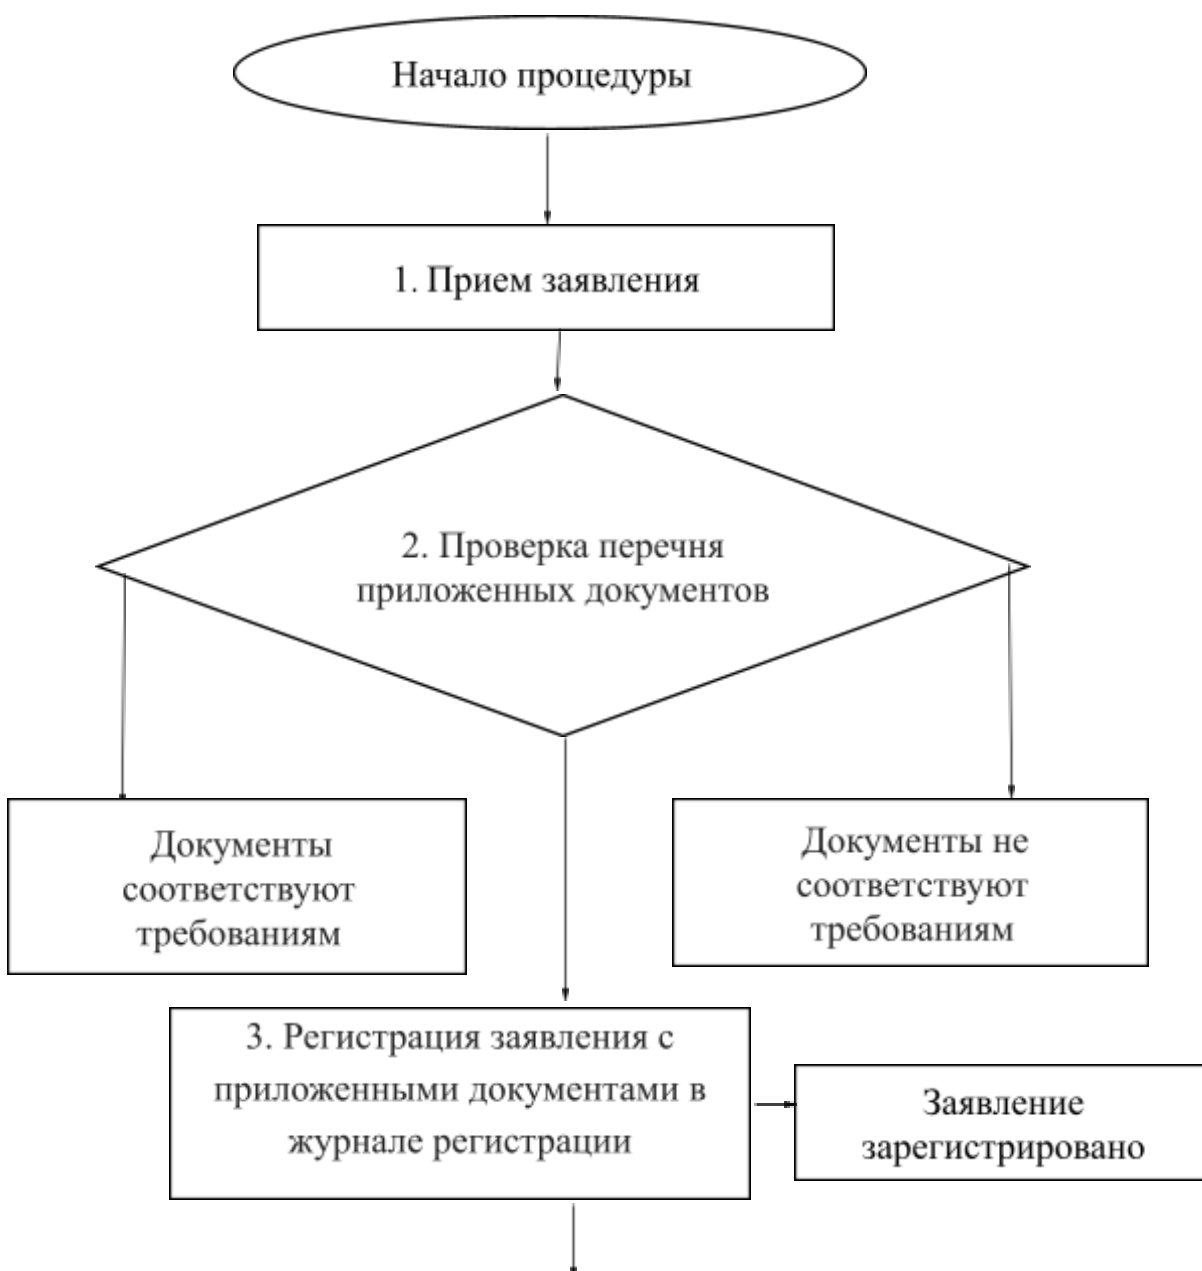 Начало процедуры
1. Прием заявления
2. Проверка перечня
приложенных документов
Документы
соответствуют
требованиям
Документы не
соответствуют
требованиям
3. Регистрация заявления с
приложенными документами в
журнале регистрации
Заявление
зарегистрировано